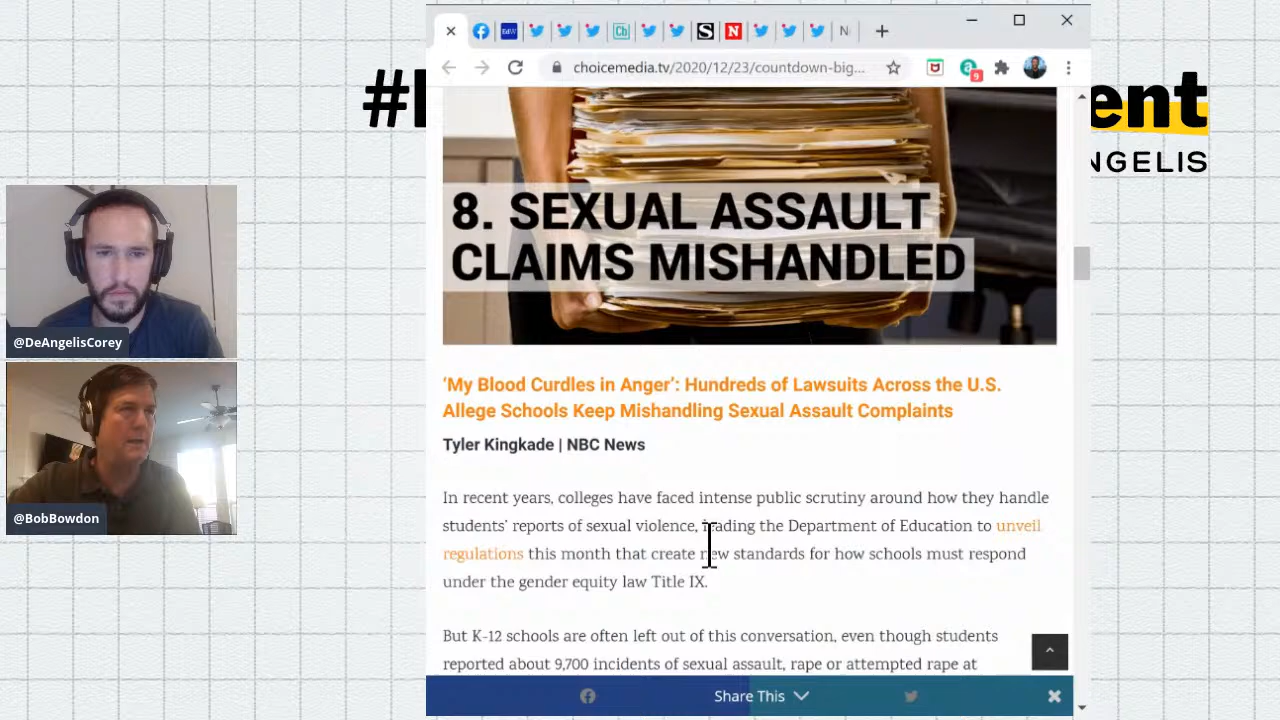 choicemedia.tv/2020/12/23/countdown-big...
9
ent
NGELIS
8. SEXUAL ASSAULT
CLAIMS MISHANDLED
@DeAngelisCorey
@BobBowdon
‘My Blood Curdles in Anger’: Hundreds of Lawsuits Across the U.S.
Allege Schools Keep Mishandling Sexual Assault Complaints
Tyler Kingkade | NBC News
In recent years, colleges have faced intense public scrutiny around how they handle
students’ reports of sexual violence, leading the Department of Education to unveil
regulations this month that create new standards for how schools must respond
under the gender equity law Title IX.
But K-12 schools are often left out of this conversation, even though students
reported about 9,700 incidents of sexual assault, rape or attempted rape at
Share This